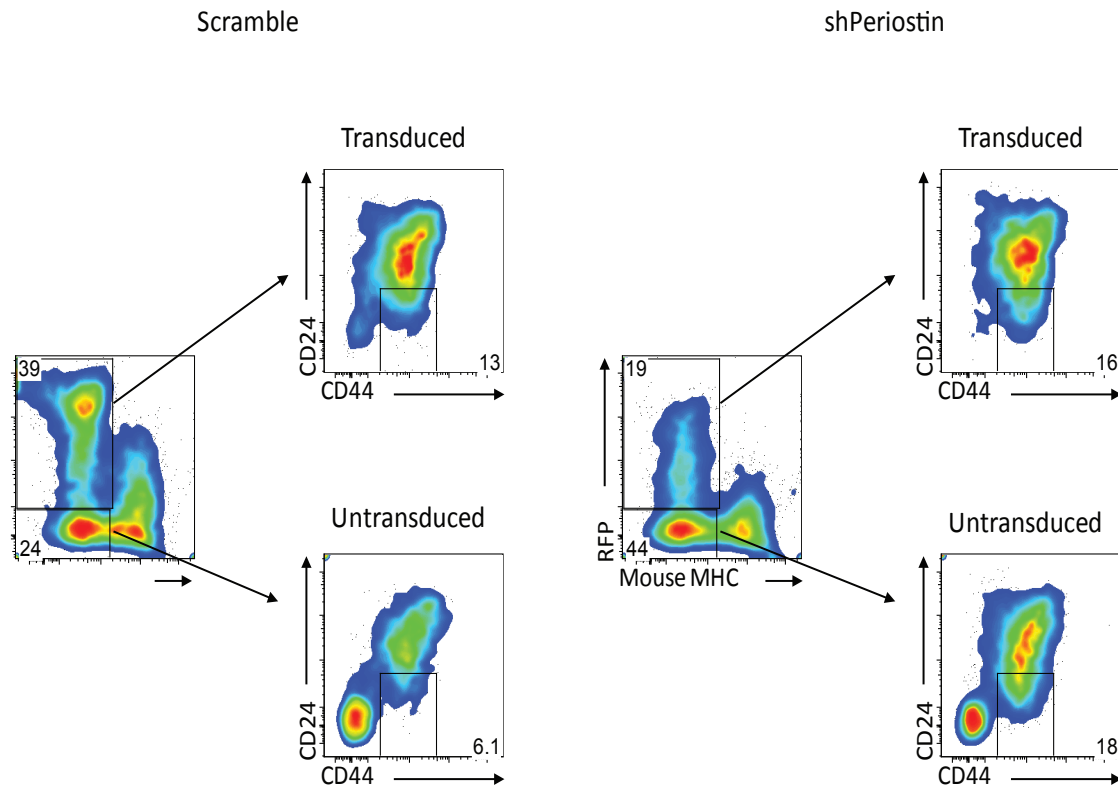 Scramble
shPeriostin
Transduced
Transduced
CD24
13
CD44
CD24
16
CD44
39
24
19
44
RFP
Mouse MHC
Untransduced
Untransduced
CD24
6.1
CD44
CD24
18
CD44